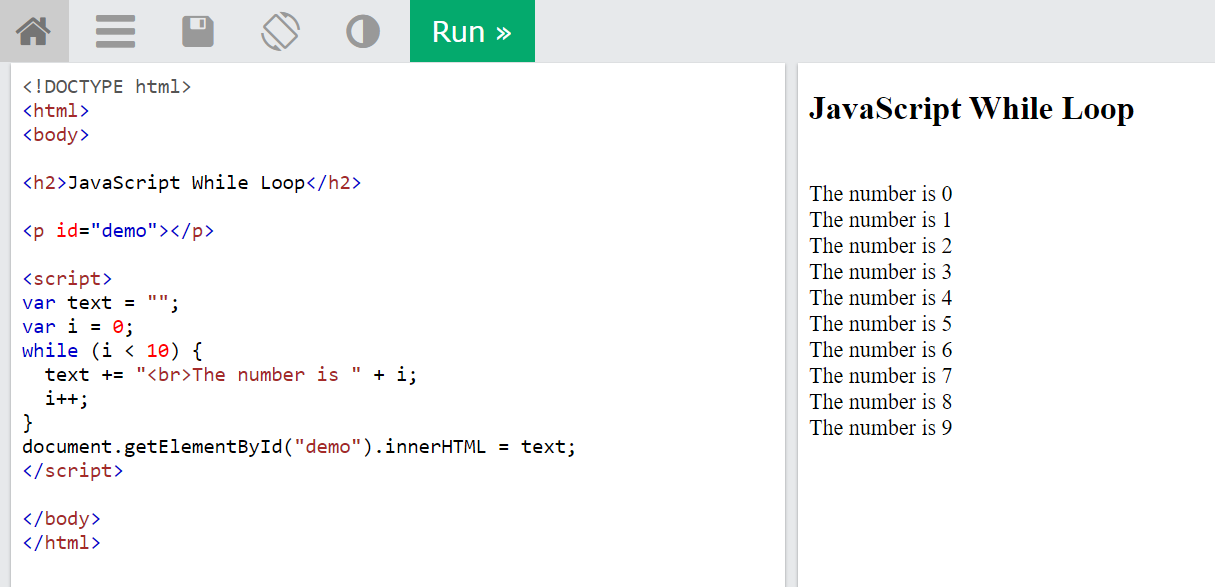 Run »
<!DOCTYPE html>
<html>
<body>
<h2>JavaScript While Loop</h2>
<p id="demo"></p>
<script>
var text = "";
var i = 0;
while (i < 10) {
  text += "<br>The number is " + i;
  i++;
}
document.getElementById("demo").innerHTML = text;
</script>
</body>
</html>
JavaScript While Loop
The number is 0
The number is 1
The number is 2
The number is 3
The number is 4
The number is 5
The number is 6
The number is 7
The number is 8
The number is 9